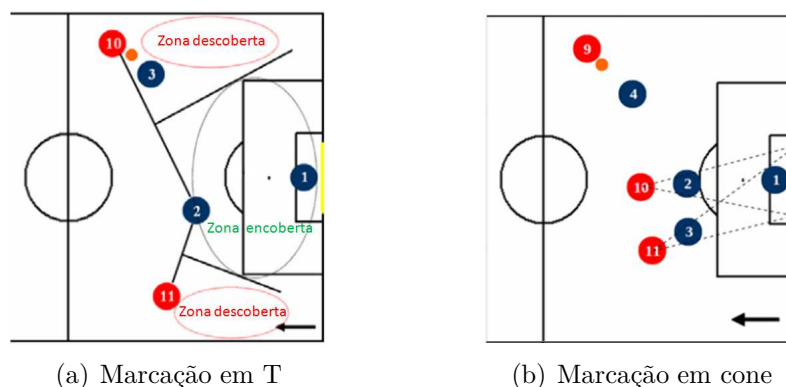 10
Zona descoberta
3
1
2
Zona encoberta
11
Zona descoberta
(a) Marcação em T
9
4
10
2
1
3
11
(b) Marcação em cone